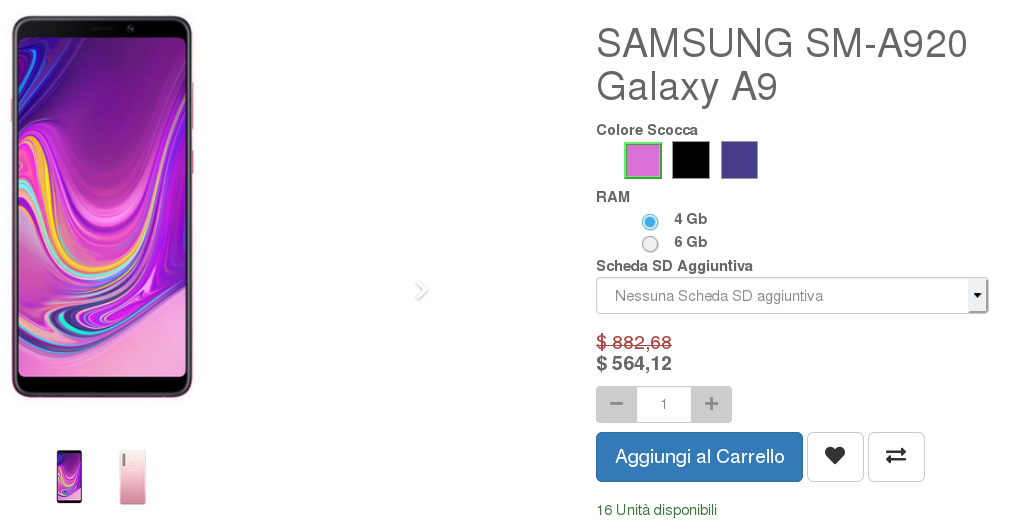 SAMSUNG SM-A920
Galaxy A9
Colore Scocca
RAM
4 Gb
6 Gb
Scheda SD Aggiuntiva
Nessuna Scheda SD aggiuntiva
$ 882,68
$ 564,12
1
Aggiungi al Carrello
16 Unità disponibili